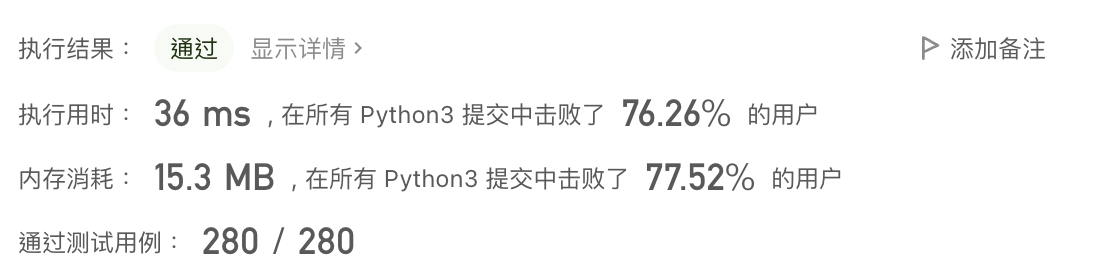 执行结果： 通过 显示详情 > 添加备注
执行用时： 36 ms , 在所有 Python3 提交中击败了 76.26% 的用户
内存消耗： 15.3 MB , 在所有 Python3 提交中击败了 77.52% 的用户
通过测试用例： 280 / 280